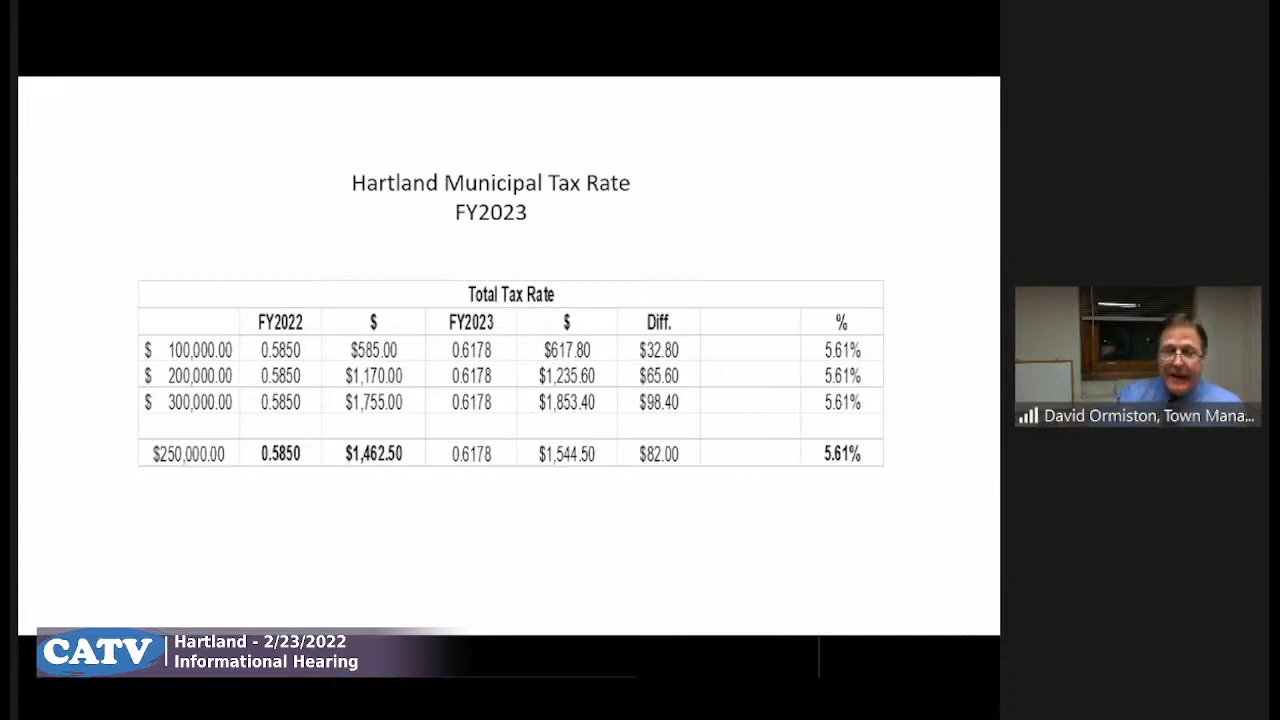 Hartland Municipal Tax Rate
FY2023
Total Tax Rate
FY2022 $ FY2023 $ Diff. %
$ 100,000.00 0.5850 $585.00 0.6178 $617.80 $32.80 5.61%
$ 200,000.00 0.5850 $1,170.00 0.6178 $1,235.60 $65.60 5.61%
$ 300,000.00 0.5850 $1,755.00 0.6178 $1,853.40 $98.40 5.61%
$250,000.00 0.5850 $1,462.50 0.6178 $1,544.50 $82.00 5.61%
David Ormiston, Town Mana...
CATV
Hartland - 2/23/2022
Informational Hearing